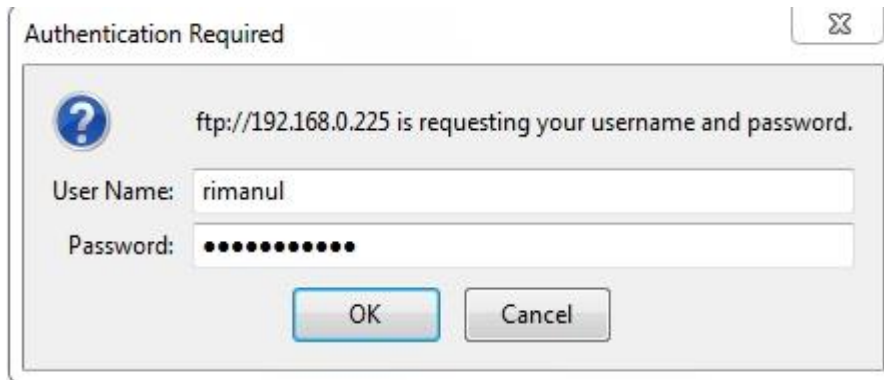 Authentication Required
ftp://192.168.0.225 is requesting your username and password.
User Name: rimanul
Password: ●●●●●●●●●●●
OK Cancel